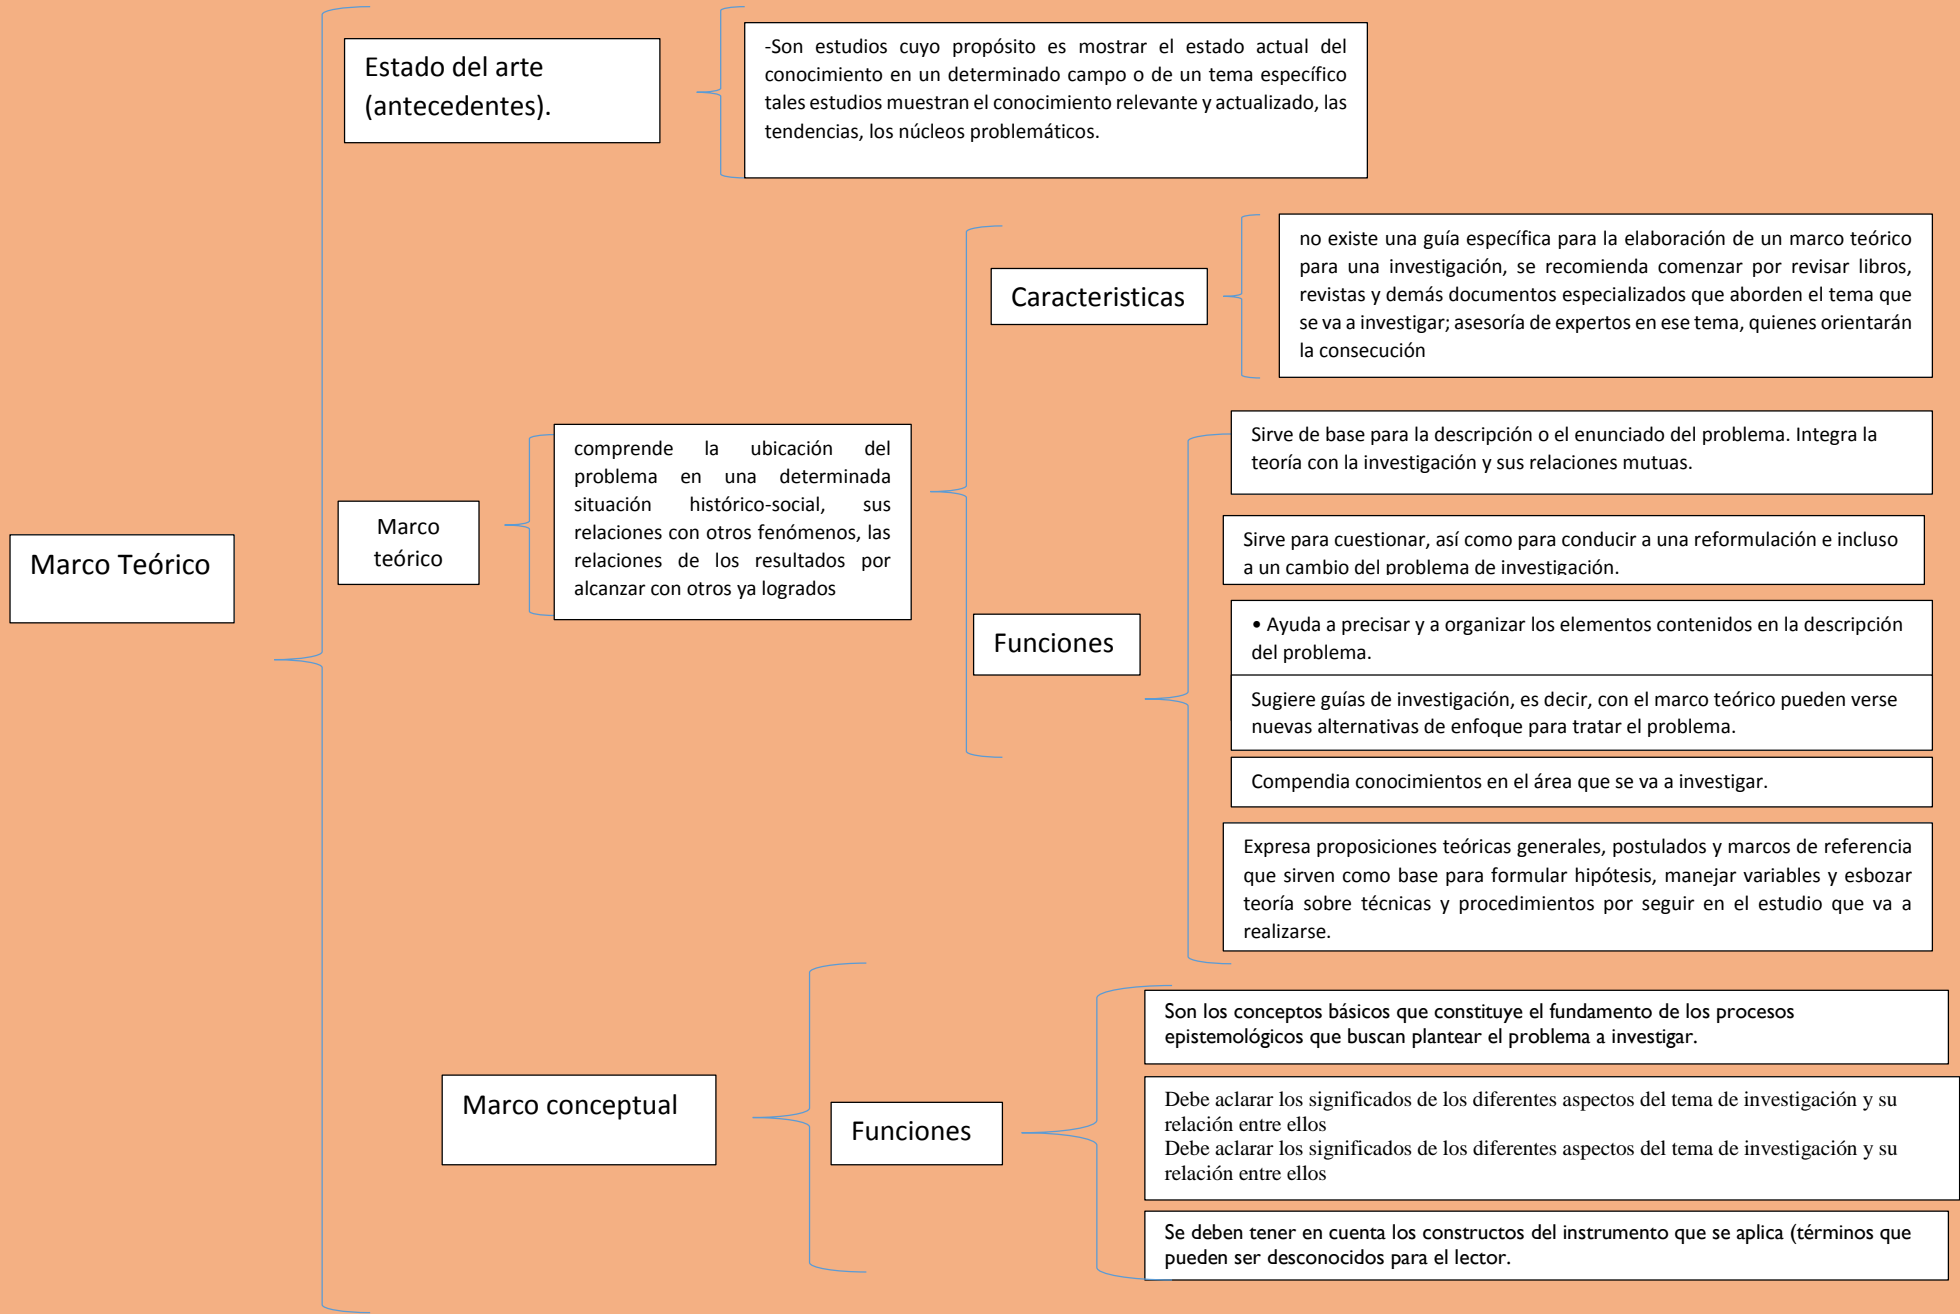 Marco Teórico
Estado del arte
(antecedentes).
-Son estudios cuyo propósito es mostrar el estado actual del
conocimiento en un determinado campo o de un tema específico
tales estudios muestran el conocimiento relevante y actualizado, las
tendencias, los núcleos problemáticos.
Marco
teórico
comprende la ubicación del
problema en una determinada
situación histórico-social, sus
relaciones con otros fenómenos, las
relaciones de los resultados por
alcanzar con otros ya logrados
Caracteristicas
no existe una guía específica para la elaboración de un marco teórico
para una investigación, se recomienda comenzar por revisar libros,
revistas y demás documentos especializados que aborden el tema que
se va a investigar; asesoría de expertos en ese tema, quienes orientarán
la consecución
Funciones
Sirve de base para la descripción o el enunciado del problema. Integra la
teoría con la investigación y sus relaciones mutuas.
Sirve para cuestionar, así como para conducir a una reformulación e incluso
a un cambio del problema de investigación.
• Ayuda a precisar y a organizar los elementos contenidos en la descripción
del problema.
Sugiere guías de investigación, es decir, con el marco teórico pueden verse
nuevas alternativas de enfoque para tratar el problema.
Compendia conocimientos en el área que se va a investigar.
Expresa proposiciones teóricas generales, postulados y marcos de referencia
que sirven como base para formular hipótesis, manejar variables y esbozar
teoría sobre técnicas y procedimientos por seguir en el estudio que va a
realizarse.
Marco conceptual
Funciones
Son los conceptos básicos que constituye el fundamento de los procesos
epistemológicos que buscan plantear el problema a investigar.
Debe aclarar los significados de los diferentes aspectos del tema de investigación y su
relación entre ellos
Debe aclarar los significados de los diferentes aspectos del tema de investigación y su
relación entre ellos
Se deben tener en cuenta los constructos del instrumento que se aplica (términos que
pueden ser desconocidos para el lector.